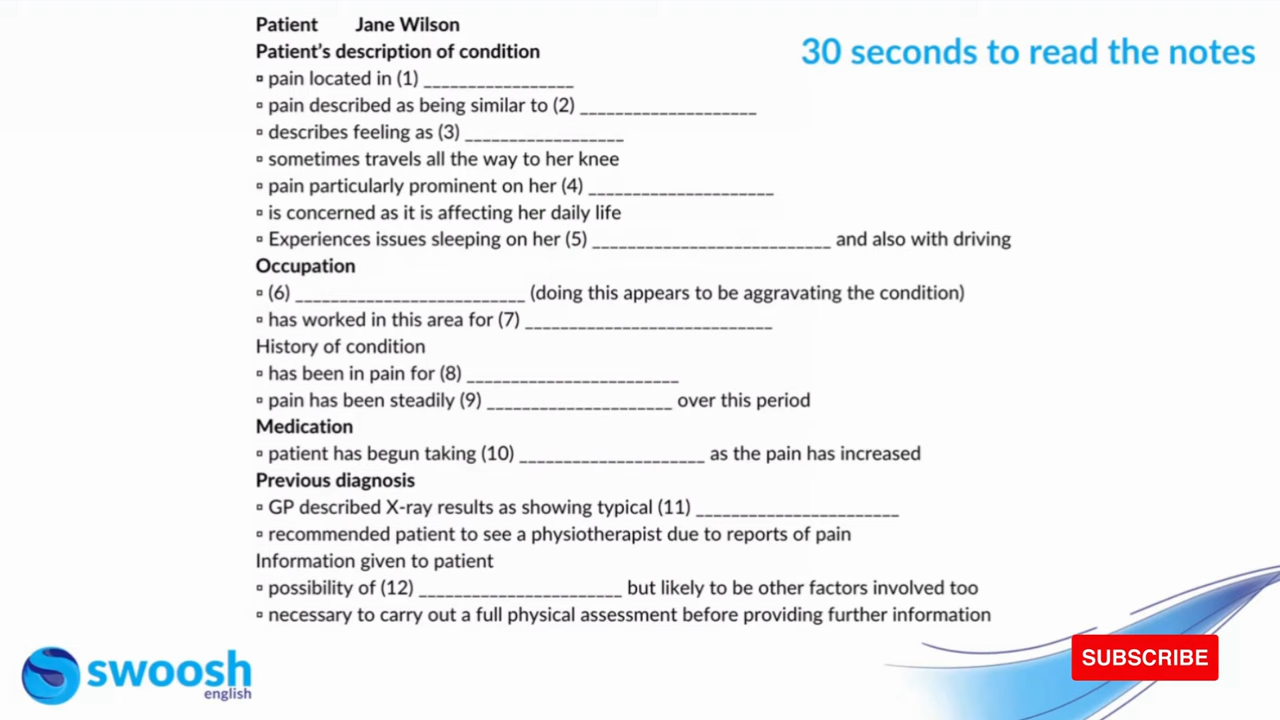 Patient Jane Wilson
30 seconds to read the notes
Patient's description of condition
▫ pain located in (1) _________________
▫ pain described as being similar to (2) ____________________
▫ describes feeling as (3) __________________
▫ sometimes travels all the way to her knee
▫ pain particularly prominent on her (4) _____________________
▫ is concerned as it is affecting her daily life
▫ Experiences issues sleeping on her (5) ___________________________ and also with driving
Occupation
▫ (6) __________________________ (doing this appears to be aggravating the condition)
▫ has worked in this area for (7) ____________________________
History of condition
▫ has been in pain for (8) ________________________
▫ pain has been steadily (9) _____________________ over this period
Medication
▫ patient has begun taking (10) _____________________ as the pain has increased
Previous diagnosis
▫ GP described X-ray results as showing typical (11) _______________________
▫ recommended patient to see a physiotherapist due to reports of pain
Information given to patient
▫ possibility of (12) _______________________ but likely to be other factors involved too
▫ necessary to carry out a full physical assessment before providing further information
SUBSCRIBE
swoosh
english